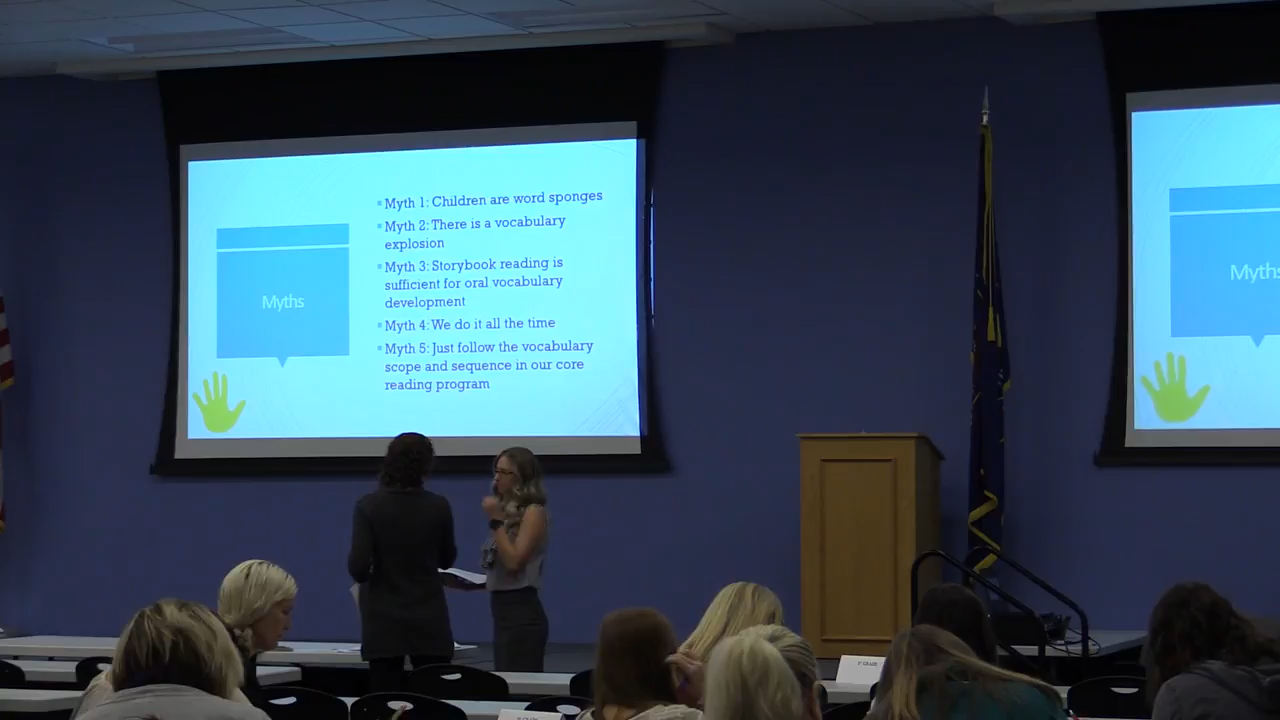 Myths
Myth 1: Children are word sponges
Myth 2: There is a vocabulary
explosion
Myth 3: Storybook reading is
sufficient for oral vocabulary
development
Myth 4: We do it all the time
Myth 5: Just follow the vocabulary
scope and sequence in our core
reading program
Myths